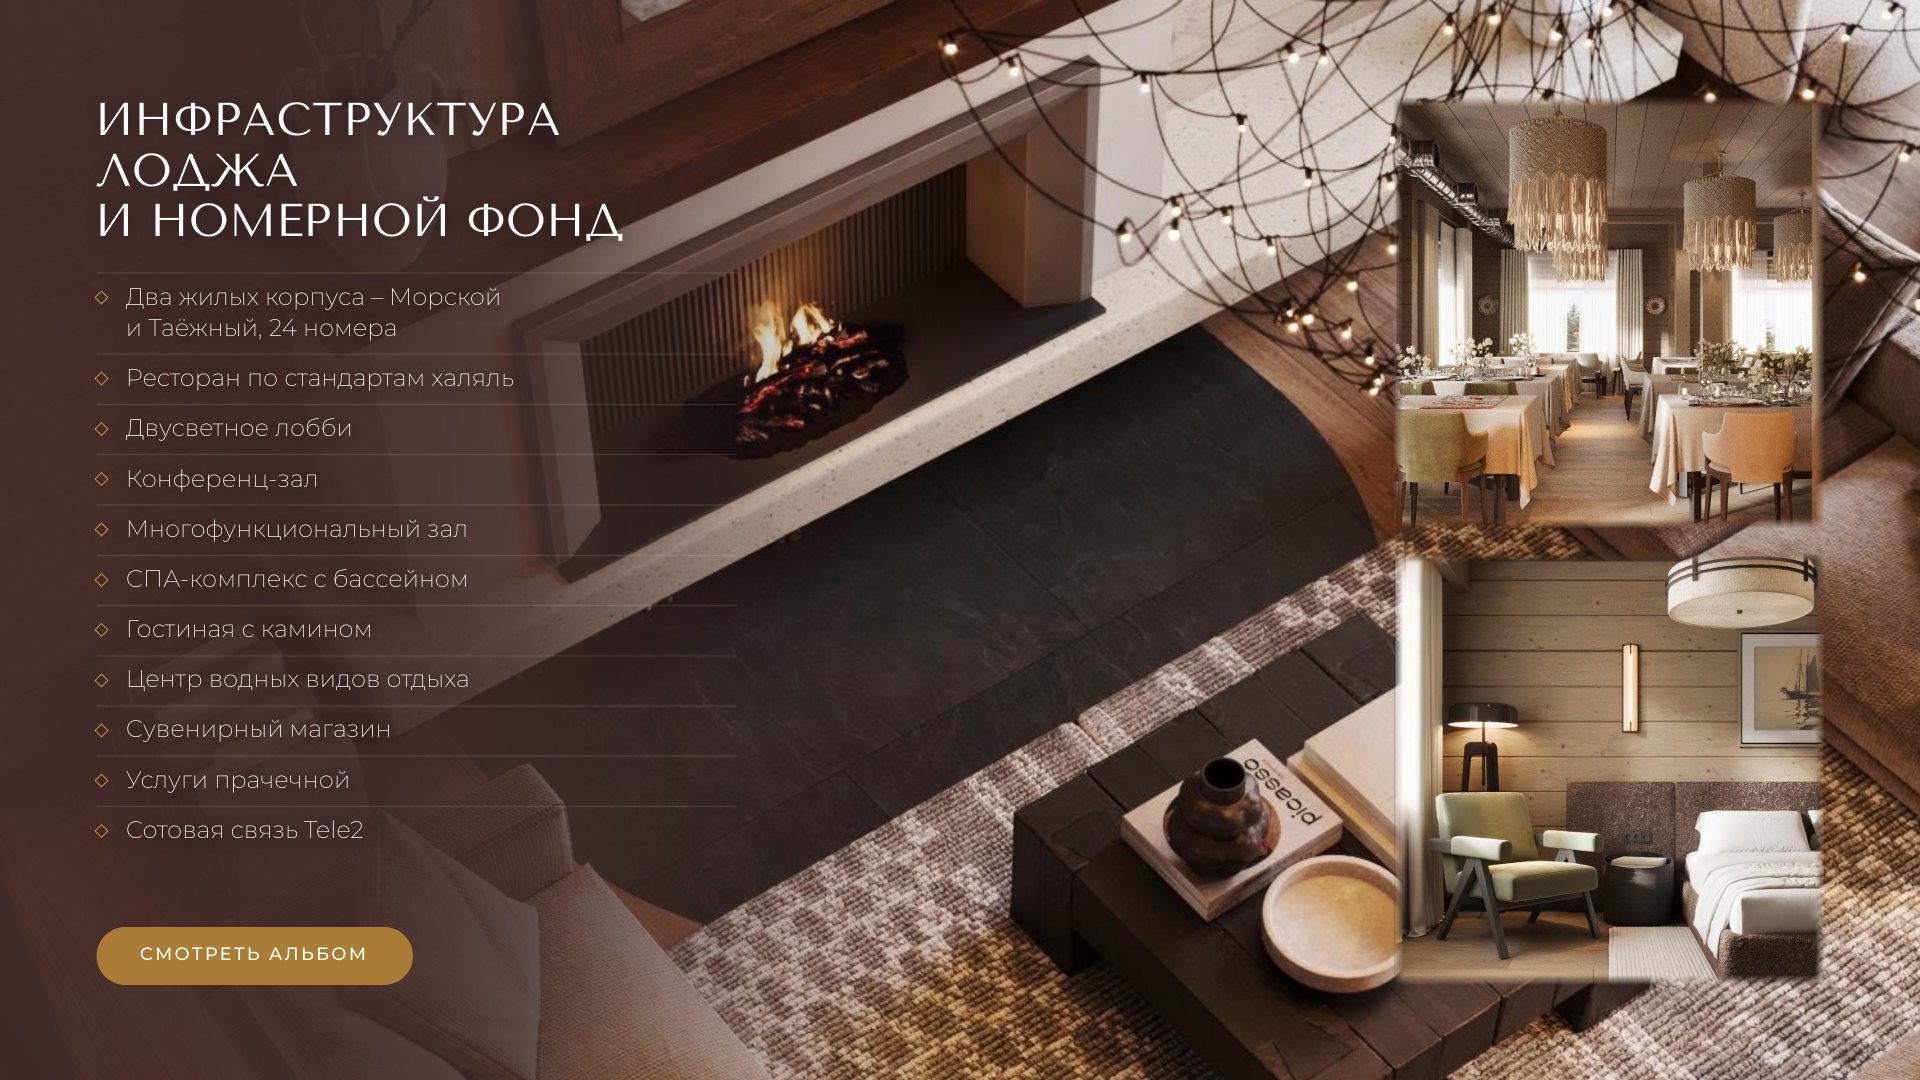 ИНФРАСТРУКТУРА
ЛОДЖА
И НОМЕРНОЙ ФОНД
Два жилых корпуса – Морской
и Таёжный, 24 номера
Ресторан по стандартам халяль
Двусветное лобби
Конференц-зал
Многофункциональный зал
СПА-комплекс с бассейном
Гостиная с камином
Центр водных видов отдыха
Сувенирный магазин
Услуги прачечной
Сотовая связь Tele2
СМОТРЕТЬ АЛЬБОМ
picasso